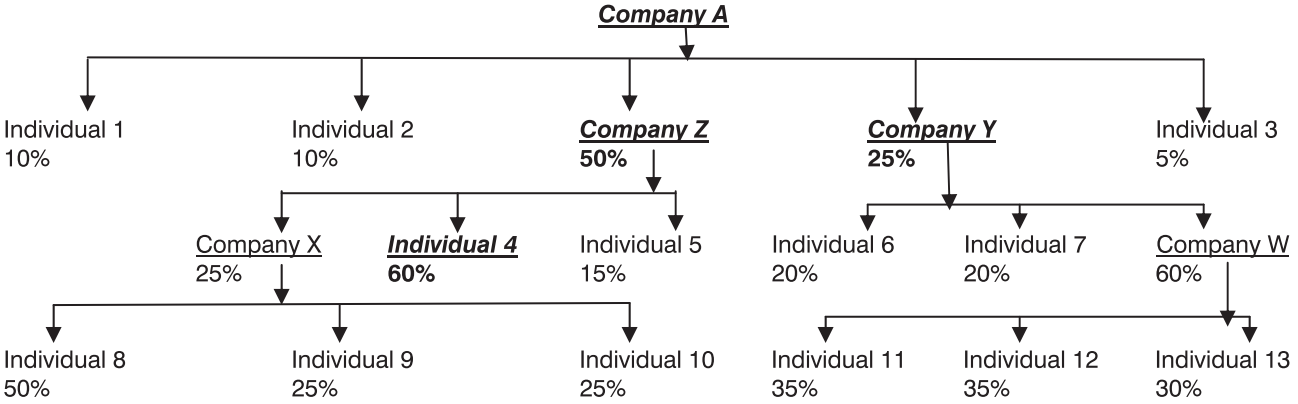 Company A
Individual 1 Individual 2 Company Z Company Y Individual 3
10% 10% 50% 25% 5%
Company X Individual 4 Individual 5 Individual 6 Individual 7 Company W
25% 60% 15% 20% 20% 60%
Individual 8 Individual 9 Individual 10 Individual 11 Individual 12 Individual 13
50% 25% 25% 35% 35% 30%